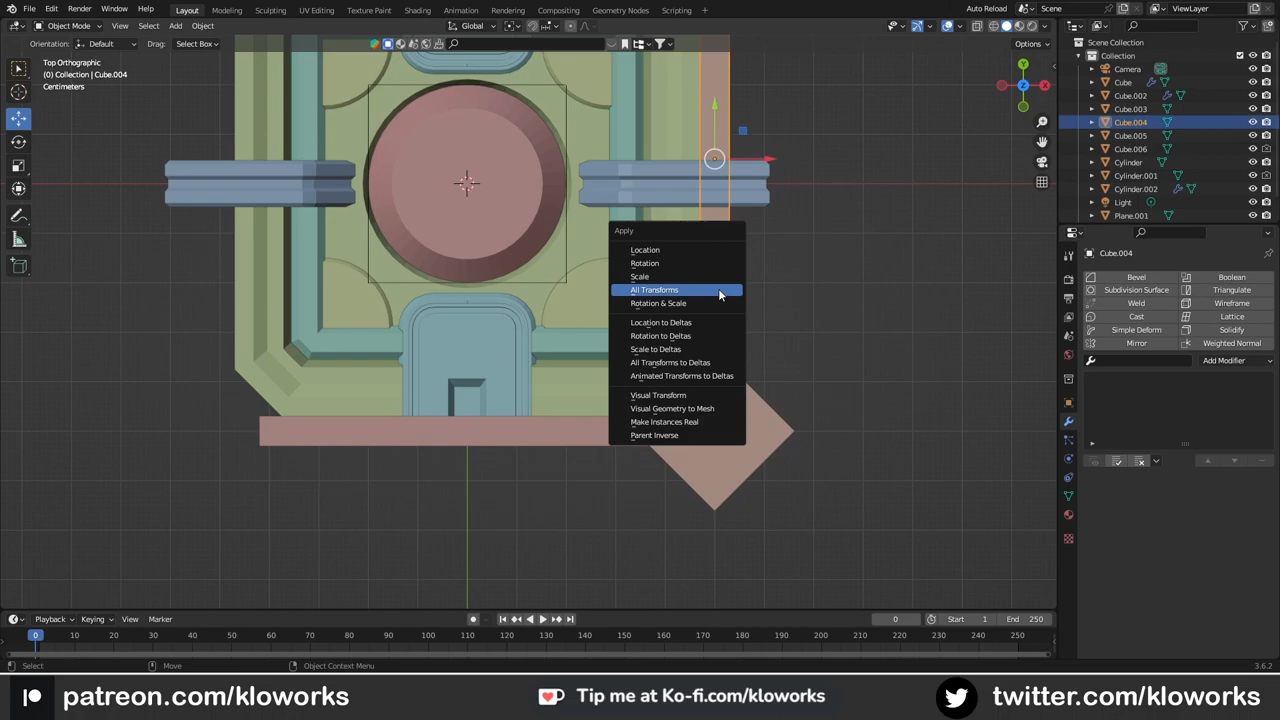 File Edit Render Window Help Layout Modeling Sculpting UV Editing Texture Paint Shading Animation Rendering Compositing Geometry Nodes Scripting + Auto Reload Scene ViewLayer
Object Mode View Select Add Object Global
Orientation: Default Drag: Select Box Options
Top Orthographic
(0) Collection | Cube.004
Centimeters
Y
X
Z
Apply
Location
Rotation
Scale
All Transforms
Rotation & Scale
Location to Deltas
Rotation to Deltas
Scale to Deltas
All Transforms to Deltas
Animated Transforms to Deltas
Visual Transform
Visual Geometry to Mesh
Make Instances Real
Parent Inverse
Scene Collection
Collection
Camera
Cube
Cube.002
Cube.003
Cube.004
Cube.005
Cube.006
Cylinder
Cylinder.001
Cylinder.002
Light
Plane.001
Cube.004
Bevel Boolean
Subdivision Surface Triangulate
Weld Wireframe
Cast Lattice
Simple Deform Solidify
Mirror Weighted Normal
Add Modifier
Playback Keying View Marker 0 Start 1 End 250
0 10 20 30 40 50 60 70 80 90 100 110 120 130 140 150 160 170 180 190 200 210 220 230 240 250
Select Move Object Context Menu 3.6.2
patreon.com/kloworks Tip me at Ko-fi.com/kloworks twitter.com/kloworks